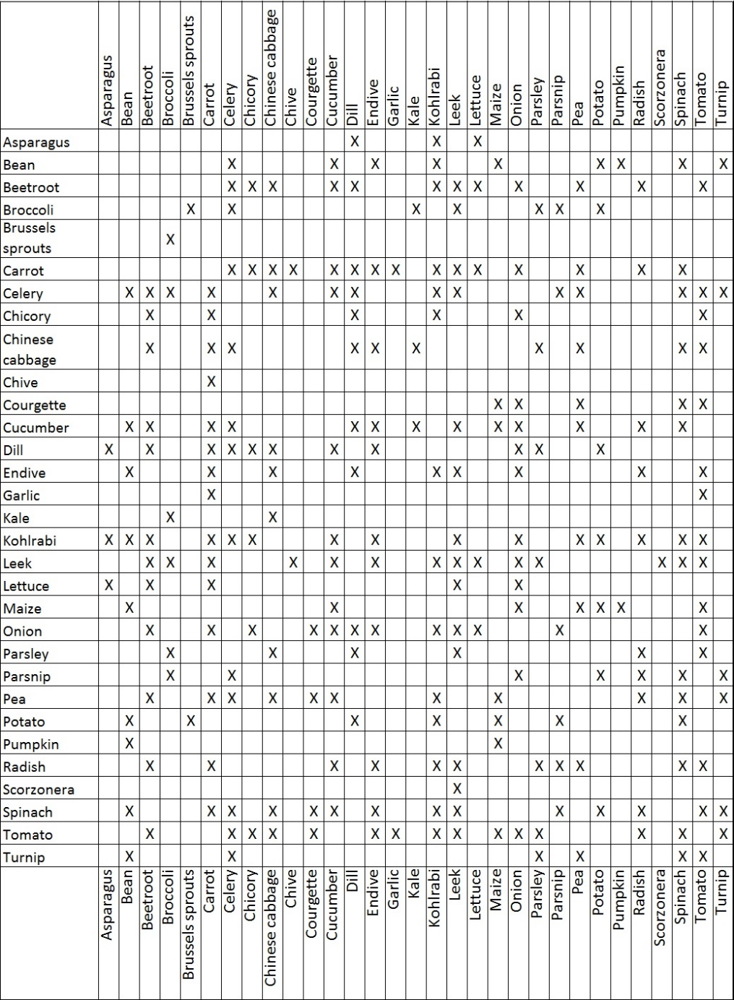 Asparagus Bean Beetroot Broccoli Brussels sprouts Carrot Celery Chicory Chinese cabbage Chive Courgette Cucumber Dill Endive Garlic Kale Kohlrabi Leek Lettuce Maize Onion Parsley Parsnip Pea Potato Pumpkin Radish Scorzonera Spinach Tomato Turnip
Asparagus X X X
Bean X X X X X X X X X
Beetroot X X X X X X X X X X X X
Broccoli X X X X X X X
Brussels
sprouts X
Carrot X X X X X X X X X X X X X X X
Celery X X X X X X X X X X X X X X
Chicory X X X X X X
Chinese
cabbage X X X X X X X X X X
Chive X
Courgette X X X X X
Cucumber X X X X X X X X X X X X X
Dill X X X X X X X X X X X
Endive X X X X X X X X X
Garlic X X
Kale X X
Kohlrabi X X X X X X X X X X X X X X X
Leek X X X X X X X X X X X X X X
Lettuce X X X X X
Maize X X X X X X X
Onion X X X X X X X X X X X
Parsley X X X X X X
Parsnip X X X X X X X
Pea X X X X X X X X X X X
Potato X X X X X X X
Pumpkin X X
Radish X X X X X X X X X X X
Scorzonera X
Spinach X X X X X X X X X X X X X X
Tomato X X X X X X X X X X X X X X X
Turnip X X X X X X
Asparagus Bean Beetroot Broccoli Brussels sprouts Carrot Celery Chicory Chinese cabbage Chive Courgette Cucumber Dill Endive Garlic Kale Kohlrabi Leek Lettuce Maize Onion Parsley Parsnip Pea Potato Pumpkin Radish Scorzonera Spinach Tomato Turnip